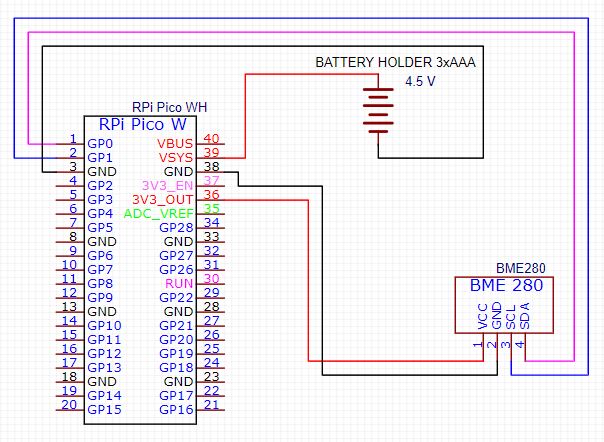 BATTERY HOLDER 3xAAA
4.5 V
RPi Pico WH
RPi Pico W
1 GP0 VBUS 40
2 GP1 VSYS 39
3 GND GND 38
4 GP2 3V3_EN 37
5 GP3 3V3_OUT 36
6 GP4 ADC_VREF 35
7 GP5 GP28 34
8 GND GND 33
9 GP6 GP27 32
10 GP7 GP26 31
11 GP8 RUN 30
12 GP9 GP22 29
13 GND GND 28
14 GP10 GP21 27
15 GP11 GP20 26
16 GP12 GP19 25
17 GP13 GP18 24
18 GND GND 23
19 GP14 GP17 22
20 GP15 GP16 21
BME280
BME 280
VCC GND SCL SDA
1 2 3 4